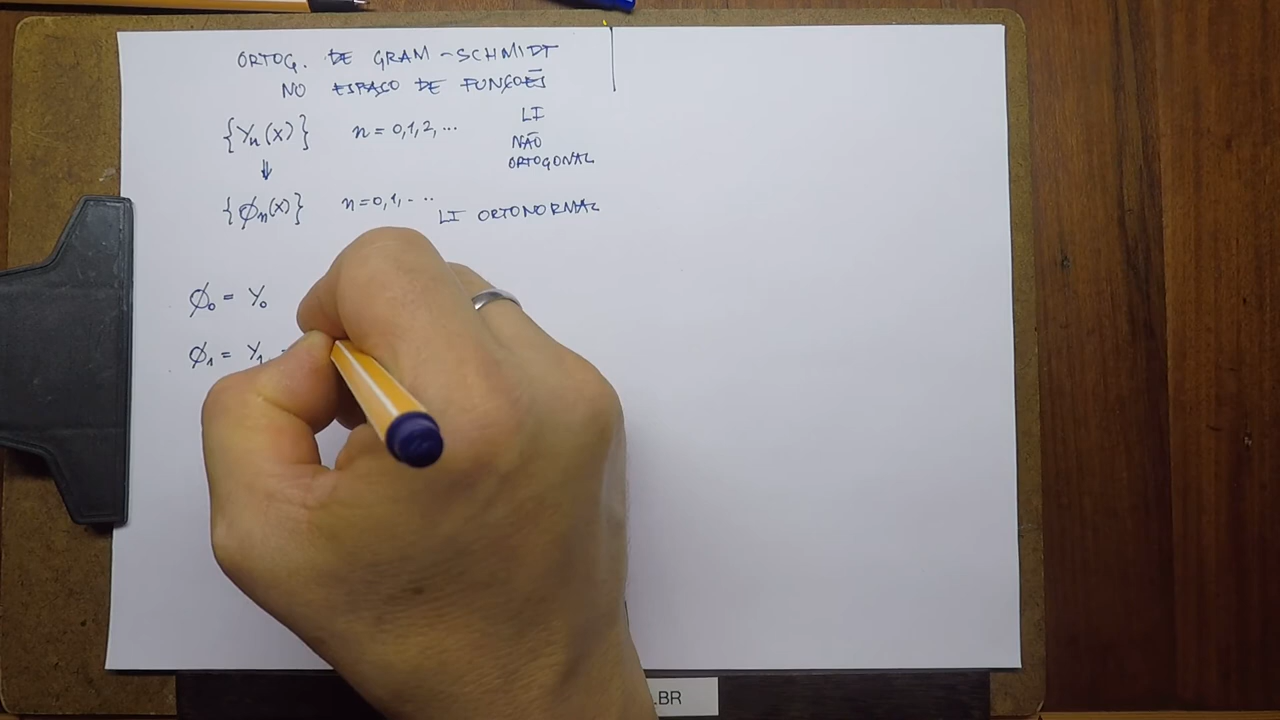 ORTOG. DE GRAM-SCHMIDT
NO ESPAÇO DE FUNÇÕES
{Yₙ(x)} n = 0,1,2,... LI
NÃO
ORTOGONAL
⇓
{ϕₙ(x)} n=0,1,... LI ORTONORMAL
ϕ₀ = Y₀
ϕ₁ = Y₁
.BR